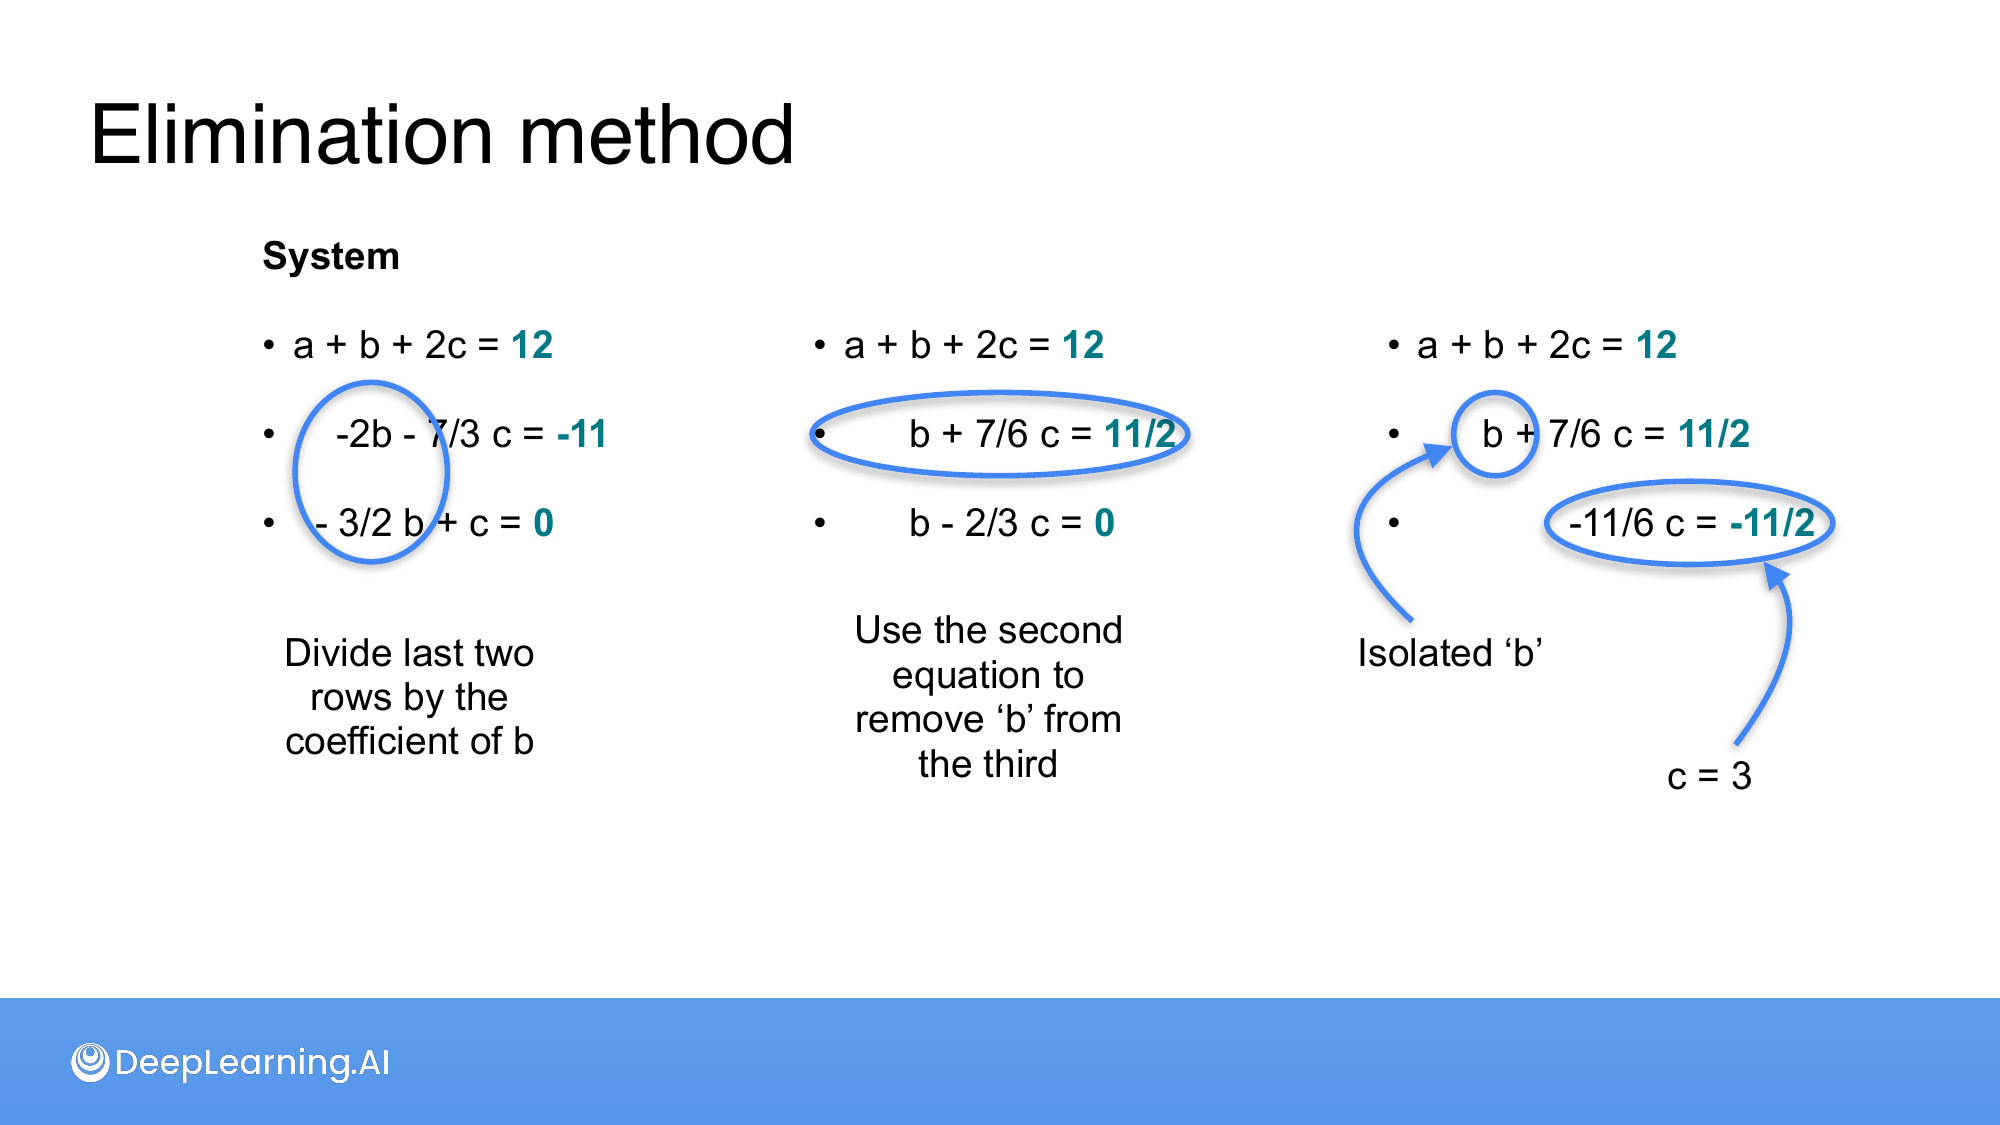 Elimination method
System
• a + b + 2c = 12
• -2b - 7/3 c = -11
• - 3/2 b + c = 0
Divide last two
rows by the
coefficient of b
• a + b + 2c = 12
• b + 7/6 c = 11/2
• b - 2/3 c = 0
Use the second
equation to
remove ‘b’ from
the third
• a + b + 2c = 12
• b + 7/6 c = 11/2
• -11/6 c = -11/2
Isolated ‘b’
c = 3
DeepLearning.AI